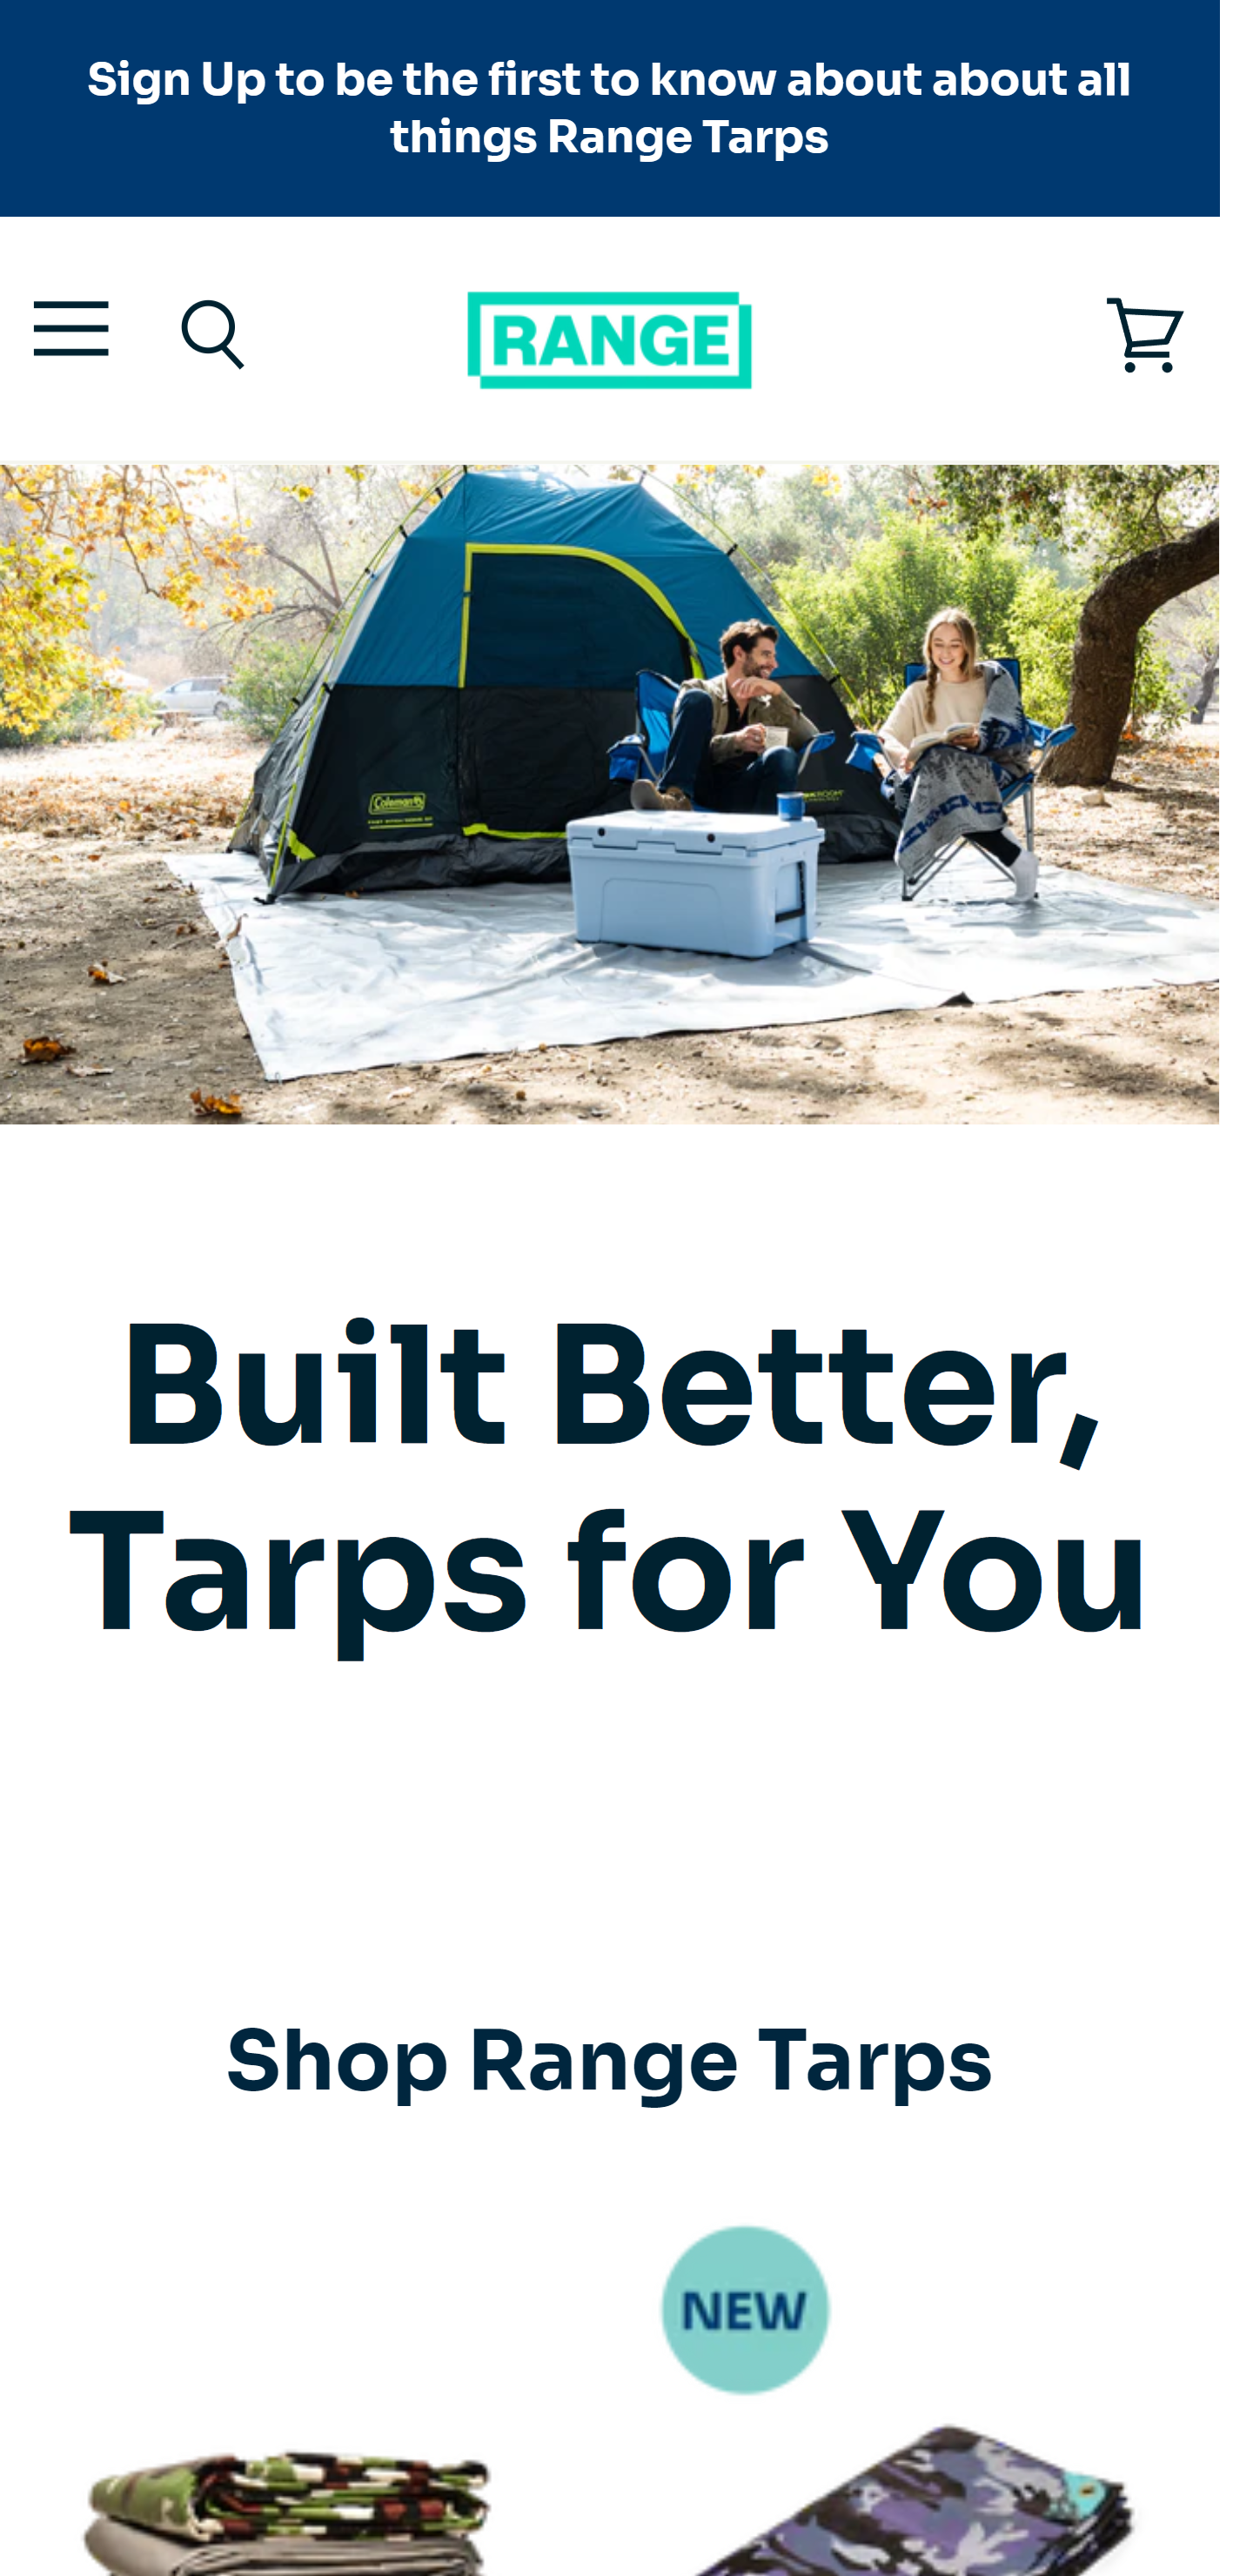 Sign Up to be the first to know about about all
things Range Tarps
RANGE
Coleman
Built Better,
Tarps for You
Shop Range Tarps
NEW